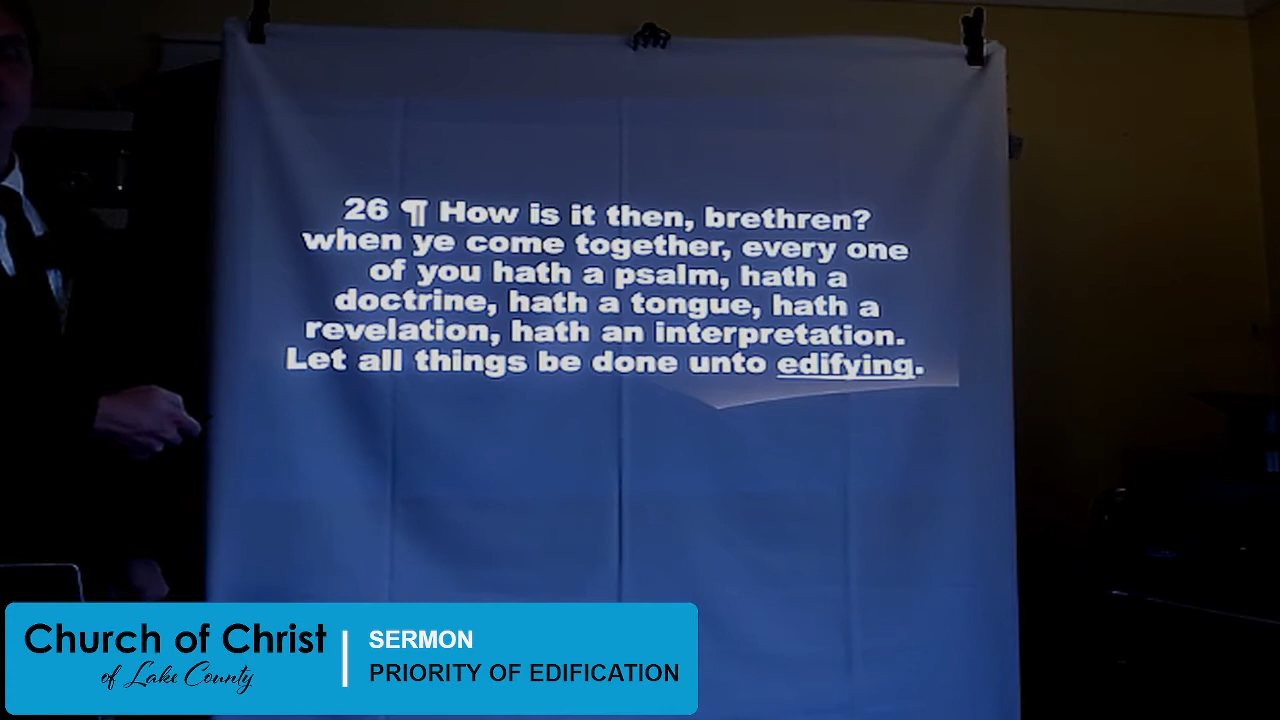 26 ¶ How is it then, brethren?
when ye come together, every one
of you hath a psalm, hath a
doctrine, hath a tongue, hath a
revelation, hath an interpretation.
Let all things be done unto edifying.
Church of Christ
of Lake County
SERMON
PRIORITY OF EDIFICATION